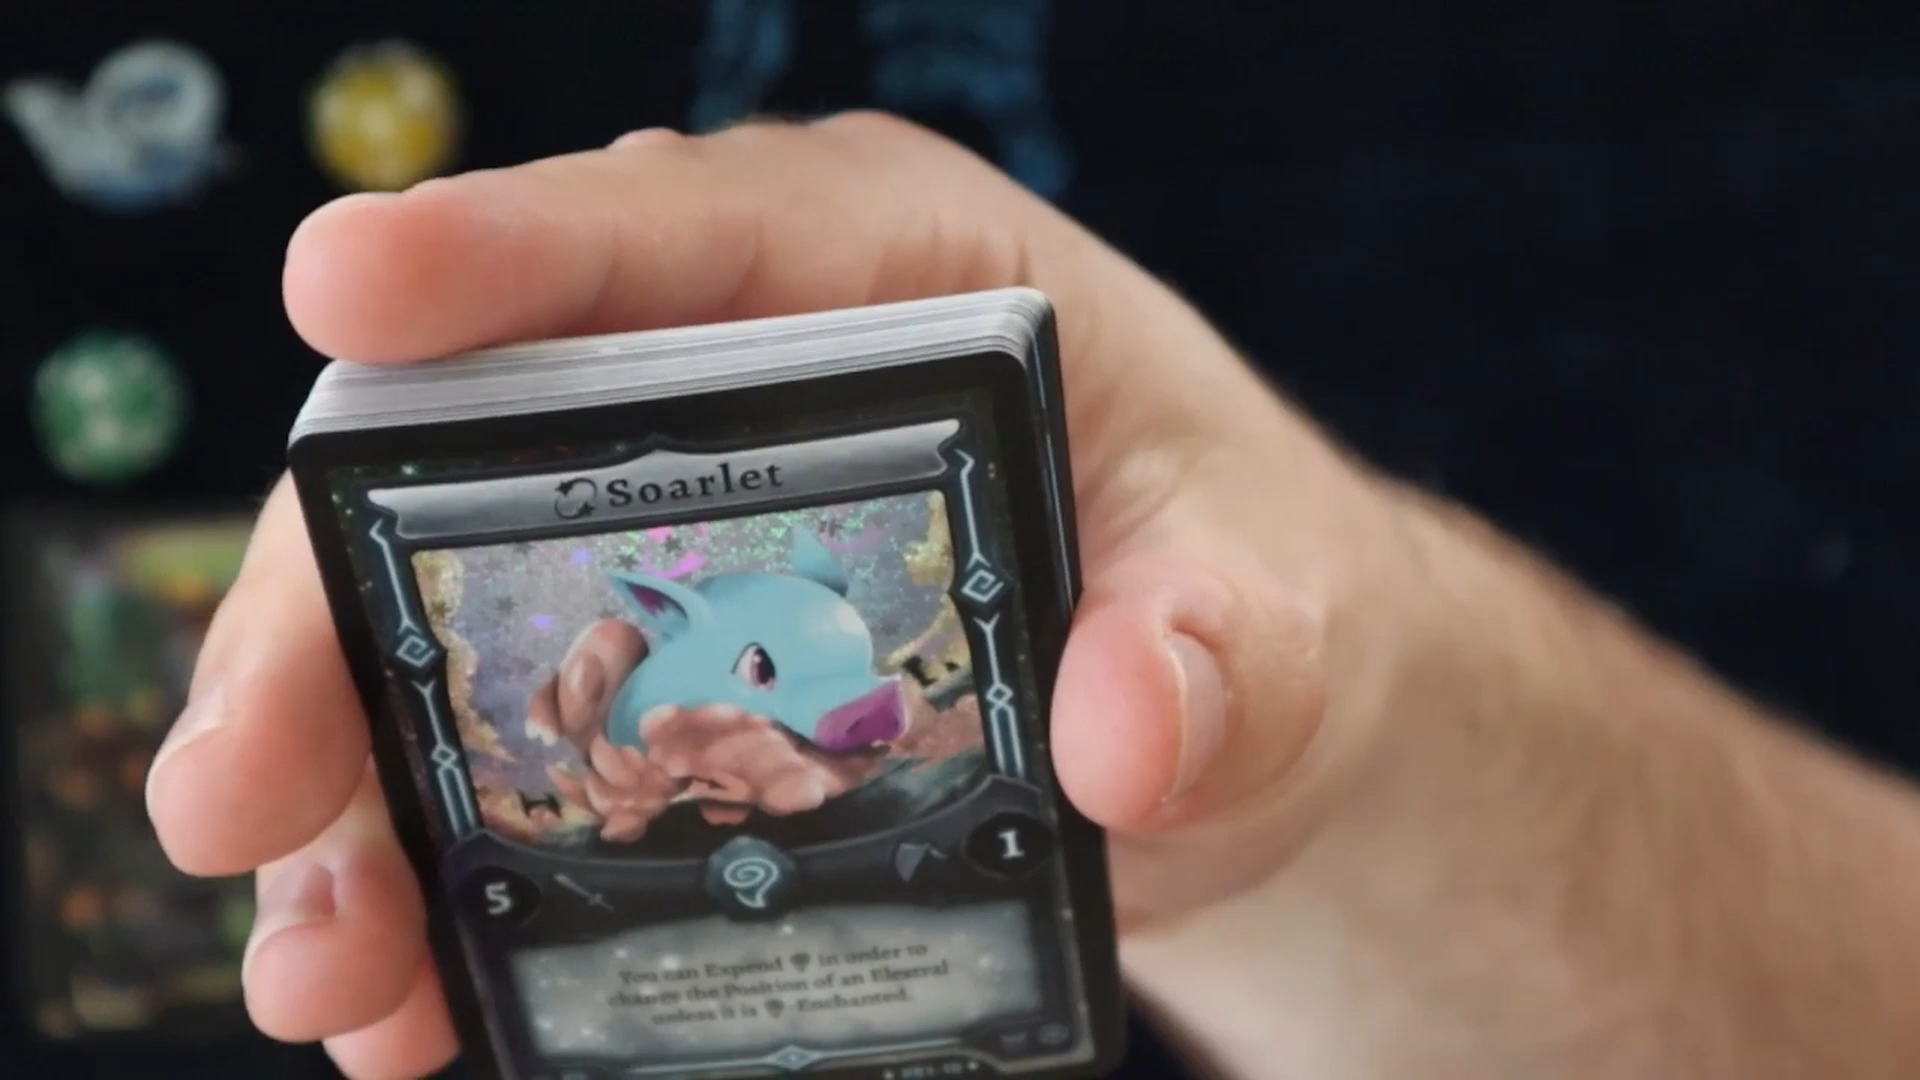 Soarlet
5
1
You can Expend in order to
change the Position of an Elestral
unless it is -Enchanted.